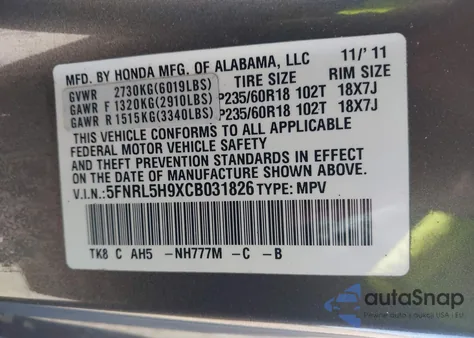 MFD. BY HONDA MFG. OF ALABAMA, LLC 11/'11
TIRE SIZE RIM SIZE
GVWR 2730KG(6019LBS)
GAWR F 1320KG(2910LBS) P235/60R18 102T 18X7J
GAWR R 1515KG(3340LBS) P235/60R18 102T 18X7J
THIS VEHICLE CONFORMS TO ALL APPLICABLE
FEDERAL MOTOR VEHICLE SAFETY
AND THEFT PREVENTION STANDARDS IN EFFECT ON
THE DATE OF MANUFACTURE SHOWN ABOVE.
V.I.N.: 5FNRL5H9XCB031826 TYPE: MPV
TK8 C AH5 -NH777M -C -B
autoSnap